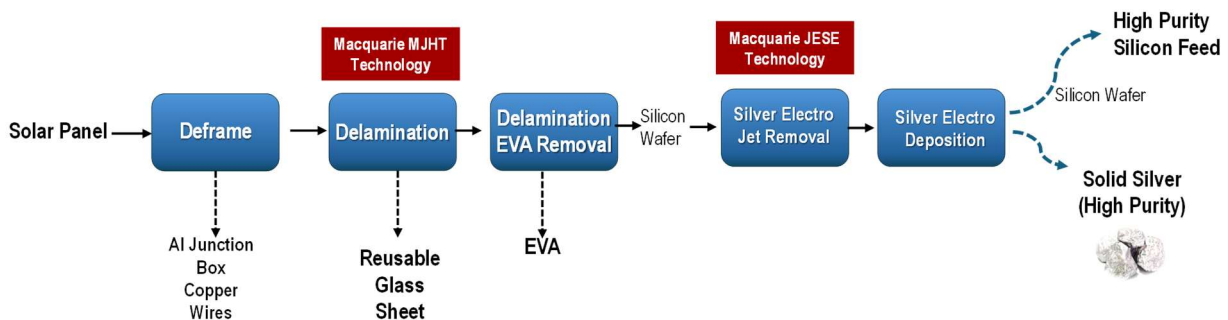 Macquarie MJHT
Technology
Macquarie JESE
Technology
High Purity
Silicon Feed
Solar Panel
Deframe
Delamination
Delamination
EVA Removal
Silicon
Wafer
Silver Electro
Jet Removal
Silver Electro
Deposition
Silicon Wafer
Solid Silver
(High Purity)
Al Junction
Box
Copper
Wires
Reusable
Glass
Sheet
EVA